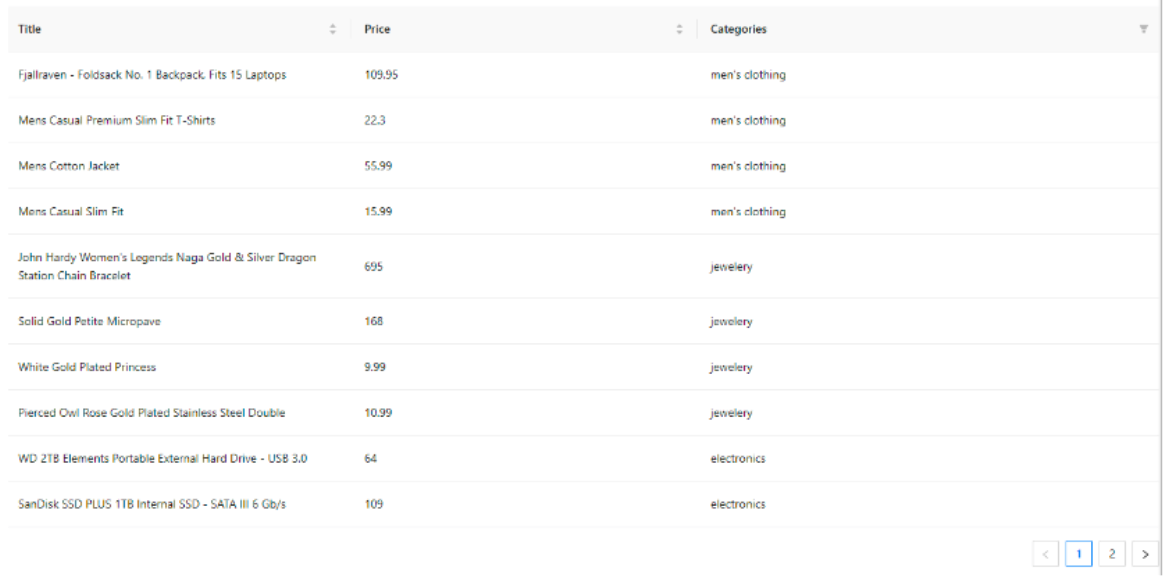 Title Price Categories
Fjallraven - Foldsack No. 1 Backpack, Fits 15 Laptops 109.95 men's clothing
Mens Casual Premium Slim Fit T-Shirts 22.3 men's clothing
Mens Cotton Jacket 55.99 men's clothing
Mens Casual Slim Fit 15.99 men's clothing
John Hardy Women's Legends Naga Gold & Silver Dragon
Station Chain Bracelet 695 jewelery
Solid Gold Petite Micropave 168 jewelery
White Gold Plated Princess 9.99 jewelery
Pierced Owl Rose Gold Plated Stainless Steel Double 10.99 jewelery
WD 2TB Elements Portable External Hard Drive - USB 3.0 64 electronics
SanDisk SSD PLUS 1TB Internal SSD - SATA III 6 Gb/s 109 electronics
< 1 2 >